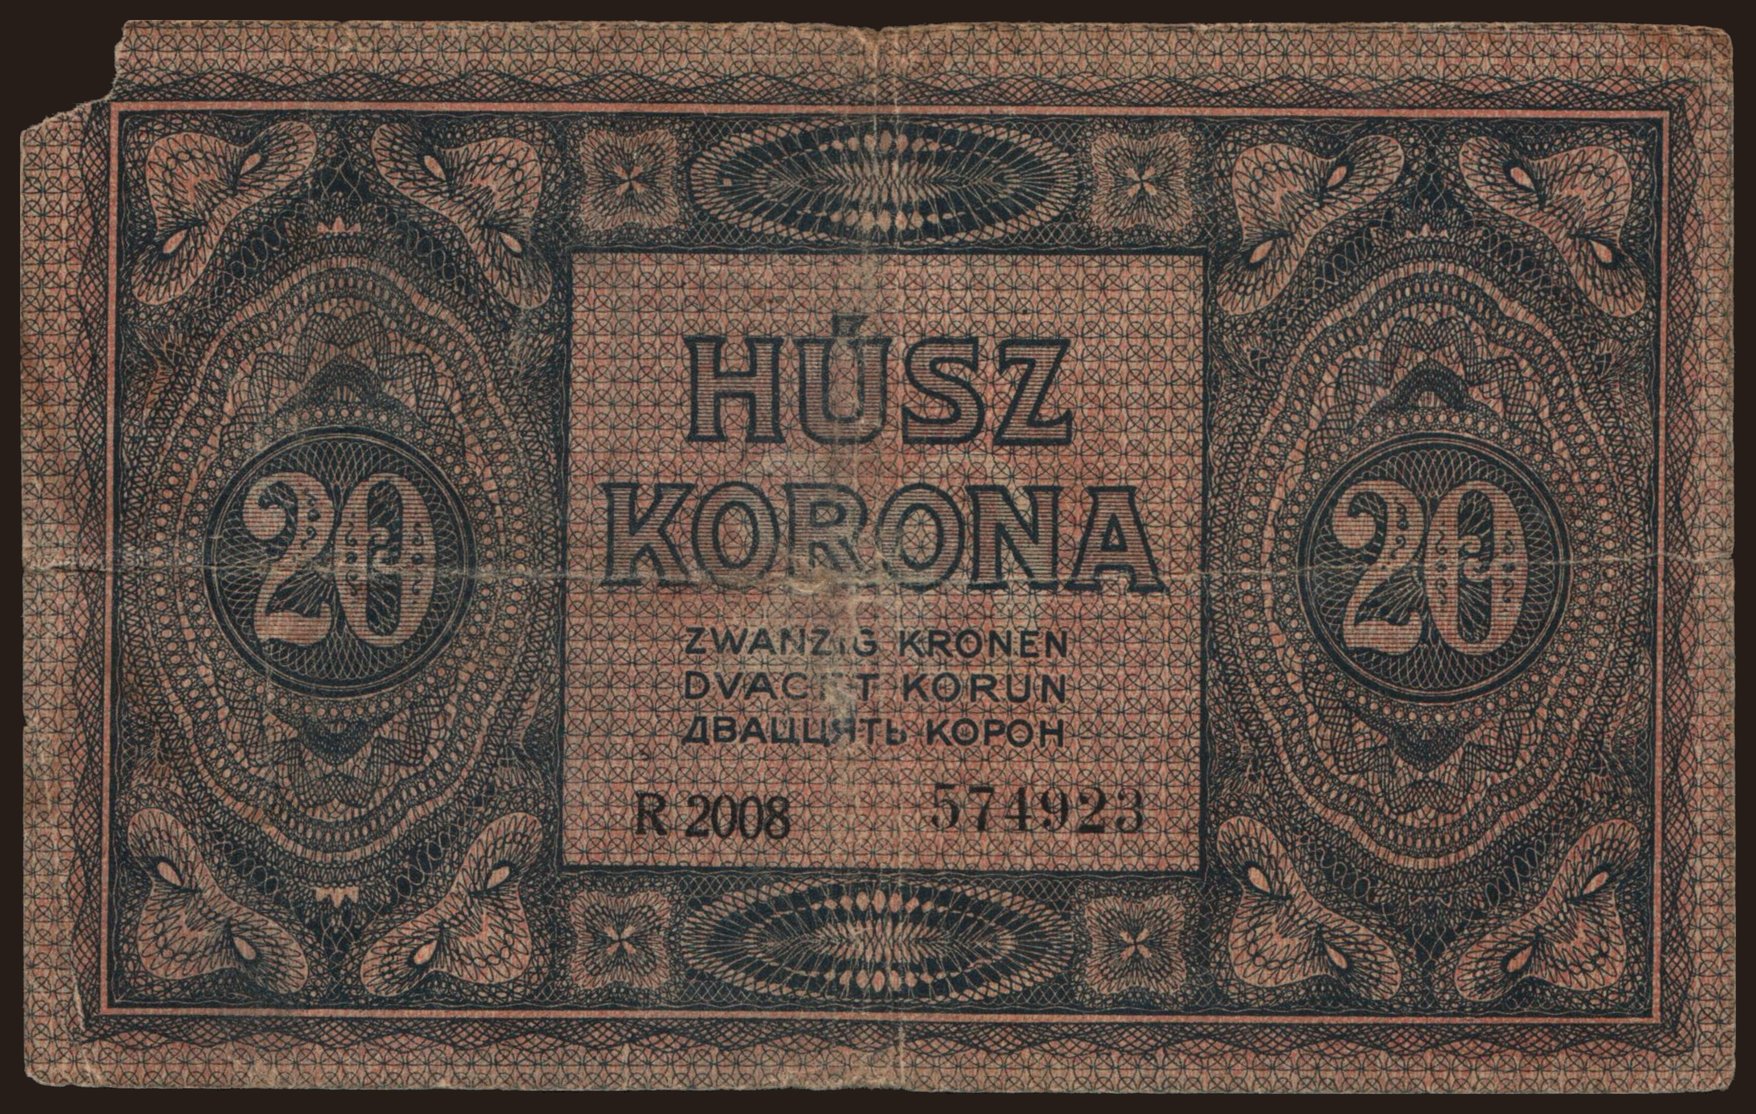 HÚSZ
KORONA
20
20
ZWANZIG KRONEN
DVACET KORUN
ДВАЦЦЯТЬ КОРОН
R 2008 574923